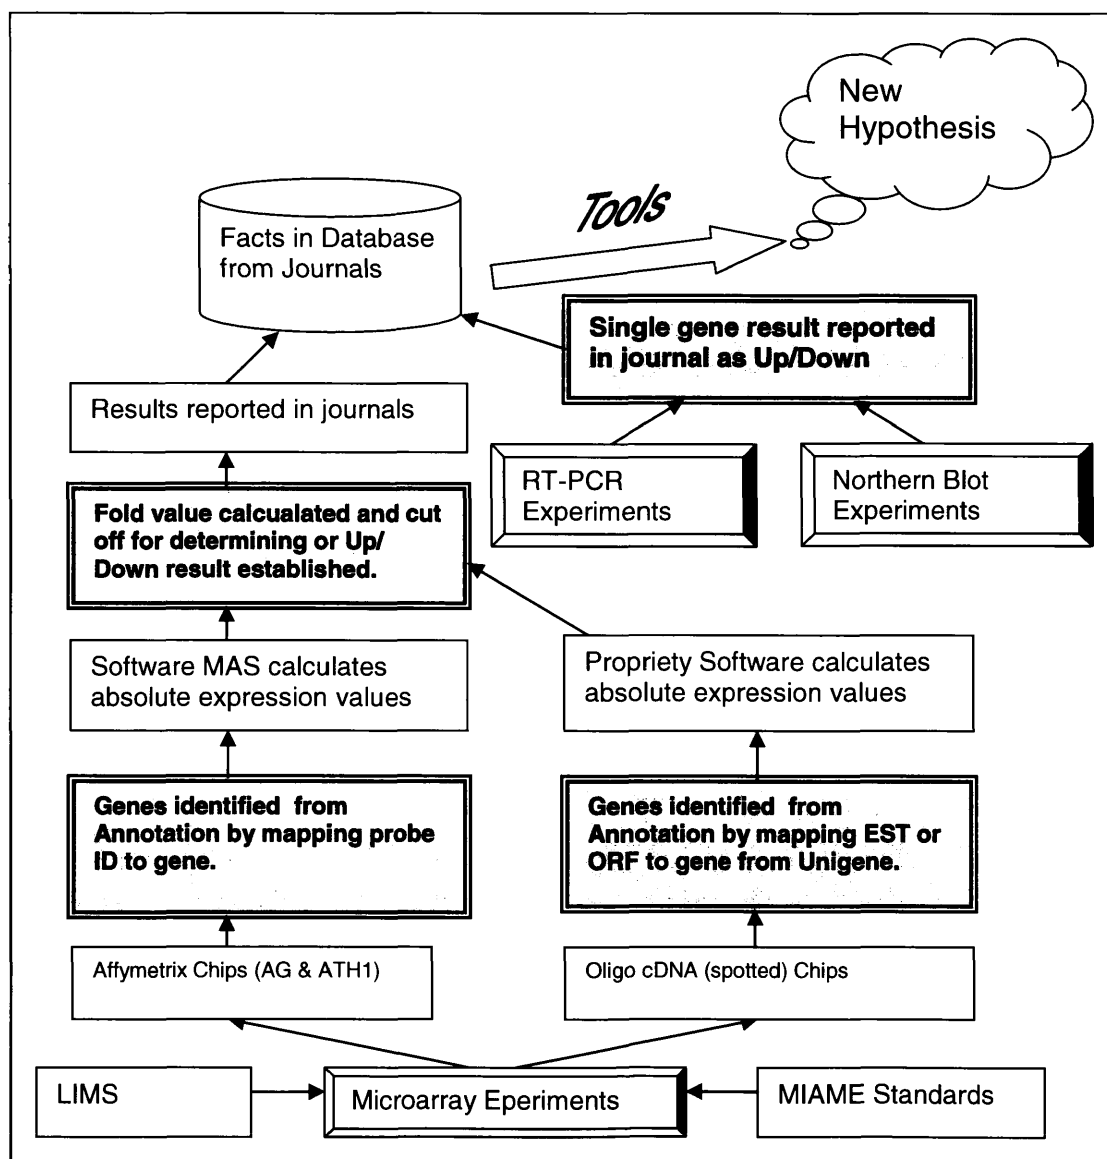 New
Hypothesis
Tools
Facts in Database
from Journals
Single gene result reported
in journal as Up/Down
Results reported in journals
RT-PCR
Experiments
Northern Blot
Experiments
Fold value calcualated and cut
off for determining or Up/
Down result established.
Software MAS calculates
absolute expression values
Propriety Software calculates
absolute expression values
Genes identified from
Annotation by mapping probe
ID to gene.
Genes identified from
Annotation by mapping EST or
ORF to gene from Unigene.
Affymetrix Chips (AG & ATH1)
Oligo cDNA (spotted) Chips
LIMS
Microarray Eperiments
MIAME Standards